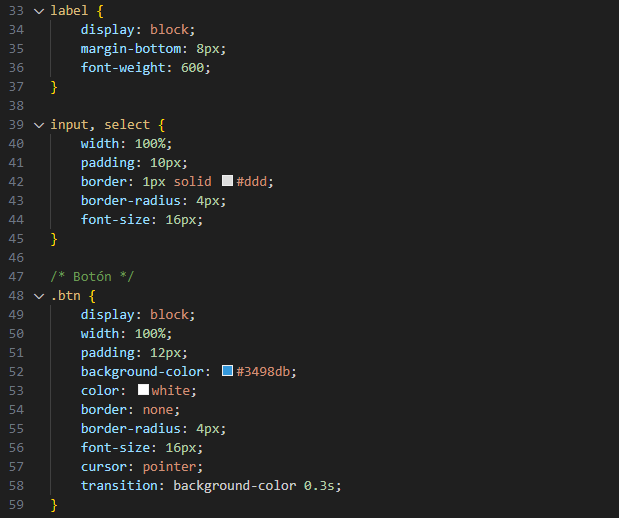 33 label {
34     display: block;
35     margin-bottom: 8px;
36     font-weight: 600;
37 }
38
39 input, select {
40     width: 100%;
41     padding: 10px;
42     border: 1px solid #ddd;
43     border-radius: 4px;
44     font-size: 16px;
45 }
46
47 /* Botón */
48 .btn {
49     display: block;
50     width: 100%;
51     padding: 12px;
52     background-color: #3498db;
53     color: white;
54     border: none;
55     border-radius: 4px;
56     font-size: 16px;
57     cursor: pointer;
58     transition: background-color 0.3s;
59 }